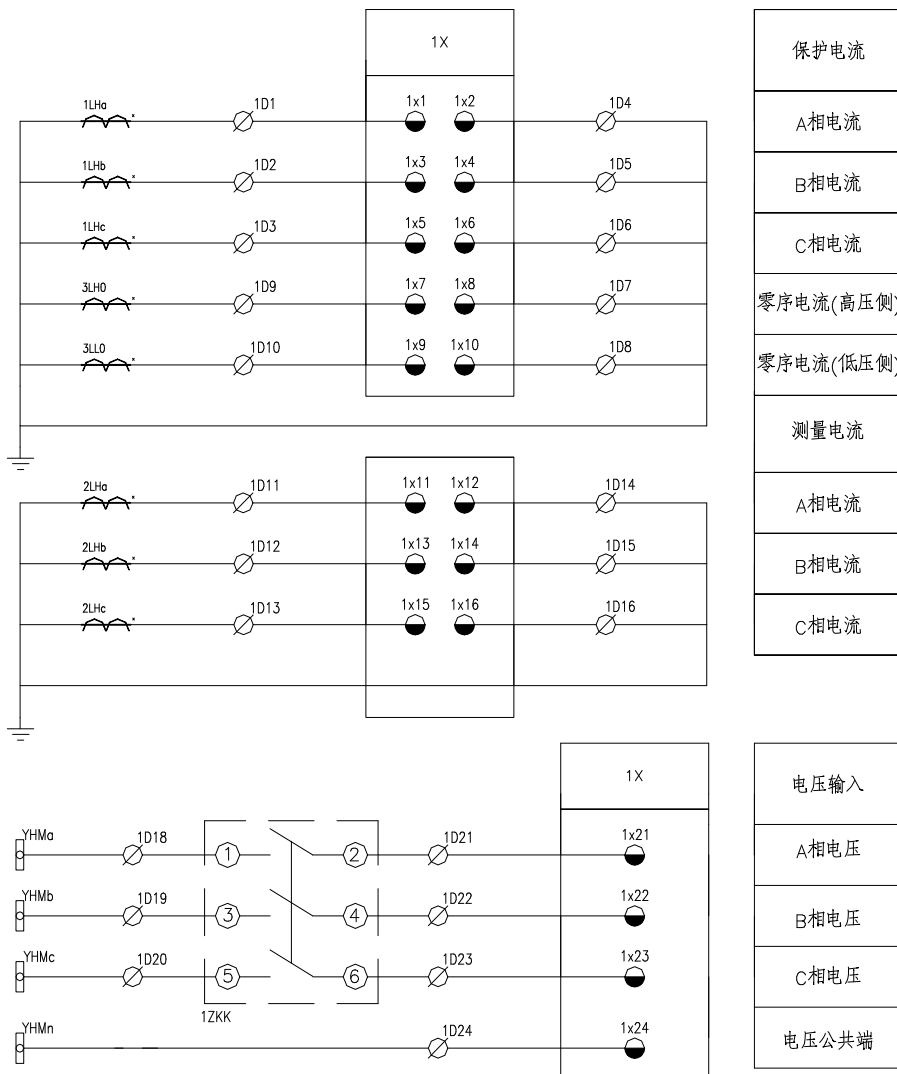 1X
保护电流
1LHa * 1D1 1x1 1x2 1D4
A相电流
1LHb * 1D2 1x3 1x4 1D5
B相电流
1LHc * 1D3 1x5 1x6 1D6
C相电流
3LH0 * 1D9 1x7 1x8 1D7
零序电流(高压侧)
3LL0 * 1D10 1x9 1x10 1D8
零序电流(低压侧)
测量电流
2LHa * 1D11 1x11 1x12 1D14
A相电流
2LHb * 1D12 1x13 1x14 1D15
B相电流
2LHc * 1D13 1x15 1x16 1D16
C相电流
1X
电压输入
YHMa 1D18 1 2 1D21 1x21
A相电压
YHMb 1D19 3 4 1D22 1x22
B相电压
YHMc 1D20 5 6 1D23 1x23
C相电压
1ZKK
YHMn 1D24 1x24
电压公共端